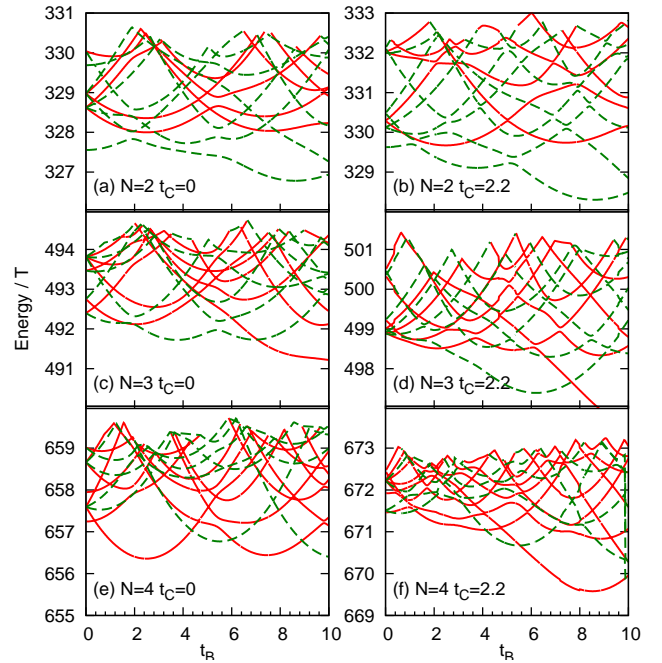 331
330
329
328
327
(a) N=2 t_C=0
333
332
331
330
329
(b) N=2 t_C=2.2
Energy / T
494
493
492
491
(c) N=3 t_C=0
501
500
499
498
(d) N=3 t_C=2.2
659
658
657
656
655
(e) N=4 t_C=0
673
672
671
670
669
(f) N=4 t_C=2.2
0 2 4 6 8 10
0 2 4 6 8 10
t_B
t_B